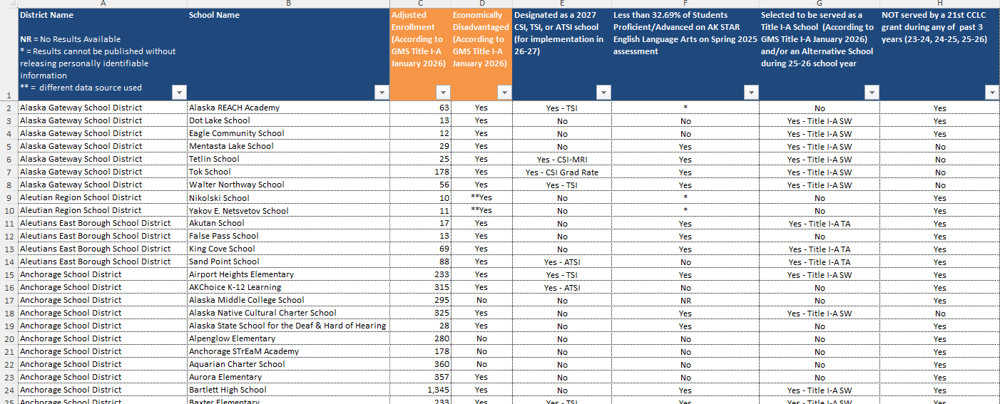 A B C D E F G H
1
District Name
NR = No Results Available
* = Results cannot be published without
releasing personally identifiable
information
** = different data source used
School Name
Adjusted
Enrollment
(According to
GMS Title I-A
January 2026)
Economically
Disadvantaged
(According to
GMS Title I-A
January 2026)
Designated as a 2027
CSI, TSI, or ATSI school
(for implementation in
26-27)
Less than 32.69% of Students
Proficient/Advanced on AK STAR
English Language Arts on Spring 2025
assessment
Selected to be served as a
Title I-A School (According to
GMS Title I-A January 2026)
and/or an Alternative School
during 25-26 school year
NOT served by a 21st CCLC
grant during any of past 3
years (23-24, 24-25, 25-26)
2 Alaska Gateway School District Alaska REACH Academy 63 Yes Yes - TSI * No Yes
3 Alaska Gateway School District Dot Lake School 13 Yes No No Yes - Title I-A SW Yes
4 Alaska Gateway School District Eagle Community School 12 Yes No No Yes - Title I-A SW Yes
5 Alaska Gateway School District Mentasta Lake School 29 Yes No Yes Yes - Title I-A SW No
6 Alaska Gateway School District Tetlin School 25 Yes Yes - CSI-MRI Yes Yes - Title I-A SW No
7 Alaska Gateway School District Tok School 178 Yes Yes - CSI Grad Rate Yes Yes - Title I-A SW No
8 Alaska Gateway School District Walter Northway School 56 Yes Yes - TSI Yes Yes - Title I-A SW No
9 Aleutian Region School District Nikolski School 10 **Yes No * No Yes
10 Aleutian Region School District Yakov E. Netsvetov School 11 **Yes No * No Yes
11 Aleutians East Borough School District Akutan School 17 Yes No Yes Yes - Title I-A TA Yes
12 Aleutians East Borough School District False Pass School 13 Yes No Yes No Yes
13 Aleutians East Borough School District King Cove School 69 Yes No Yes Yes - Title I-A TA Yes
14 Aleutians East Borough School District Sand Point School 88 Yes Yes - ATSI No Yes - Title I-A TA Yes
15 Anchorage School District Airport Heights Elementary 233 Yes Yes - TSI Yes Yes - Title I-A SW Yes
16 Anchorage School District AKChoice K-12 Learning 315 Yes Yes - ATSI No No Yes
17 Anchorage School District Alaska Middle College School 295 No No NR No Yes
18 Anchorage School District Alaska Native Cultural Charter School 325 Yes No Yes Yes - Title I-A SW No
19 Anchorage School District Alaska State School for the Deaf & Hard of Hearing 28 Yes No Yes No Yes
20 Anchorage School District Alpenglow Elementary 280 No No No No Yes
21 Anchorage School District Anchorage STrEaM Academy 178 No No No No Yes
22 Anchorage School District Aquarian Charter School 360 No No No No Yes
23 Anchorage School District Aurora Elementary 357 Yes No No No Yes
24 Anchorage School District Bartlett High School 1,345 Yes No Yes Yes - Title I-A SW Yes
25 Anchorage School District Baxter Elementary 233 Yes Yes - TSI Yes Yes - Title I-A SW Yes